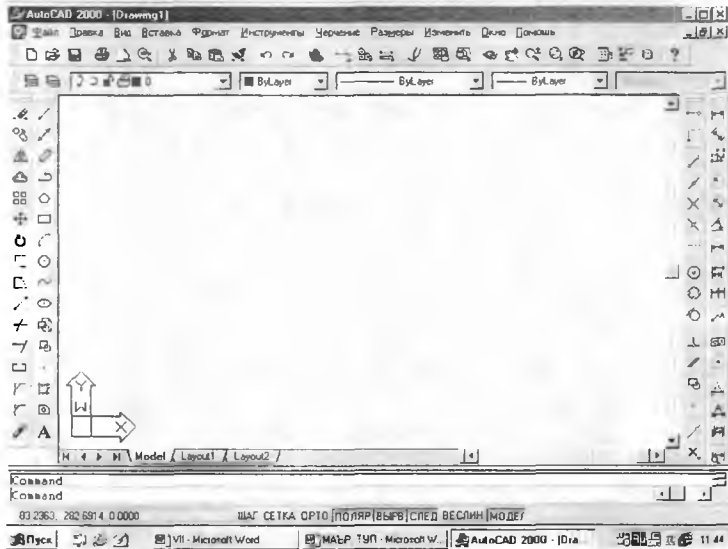 AutoCAD 2000 - [Drawing1]
Файл Правка Вид Вставка Формат Инструменты Черчение Размеры Изменить Окно Помощь
0 ByLayer ByLayer ByLayer
Y
W
X
A
Model Layout1 Layout2
Command
Command
83.2363, 282.6914, 0.0000 ШАГ СЕТКА ОРТО ПОЛЯР ВЫРВ СЛЕД ВЕСЛИН МОДЕЛ
Пуск VII - Microsoft Word Microsoft W... AutoCAD 2000 - [Dra... 11:44